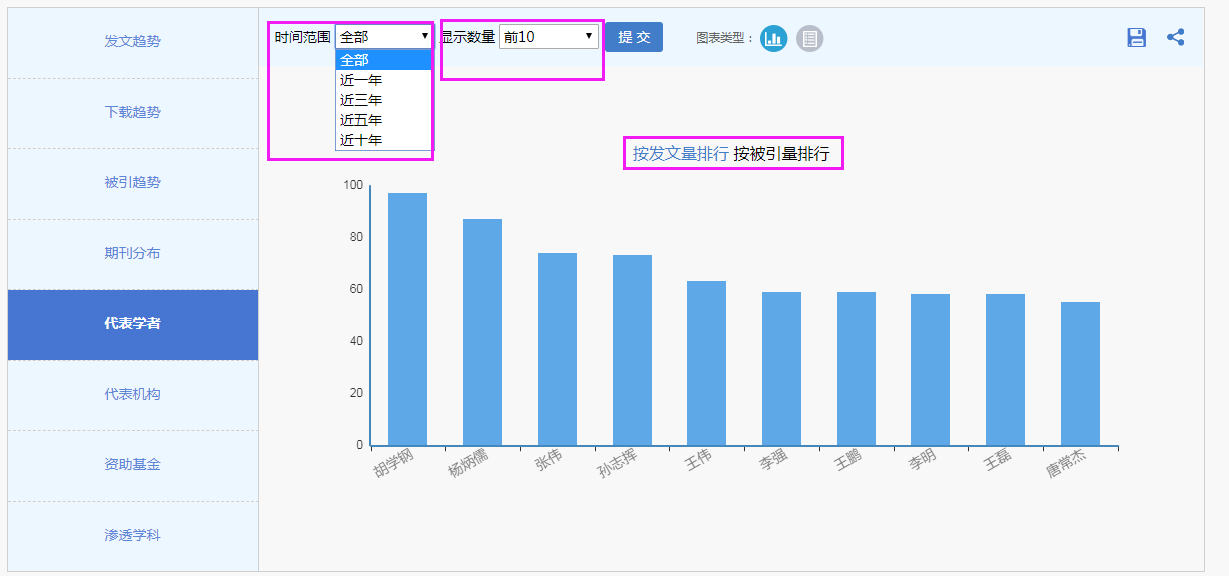 发文趋势
下载趋势
被引趋势
期刊分布
代表学者
代表机构
资助基金
渗透学科
时间范围 全部 显示数量 前10 提 交 图表类型：
全部
近一年
近三年
近五年
近十年
按发文量排行 按被引量排行
100
80
60
40
20
0
胡学钢 杨炳儒 张伟 孙志挥 王伟 李强 王鹏 李明 王磊 唐常杰